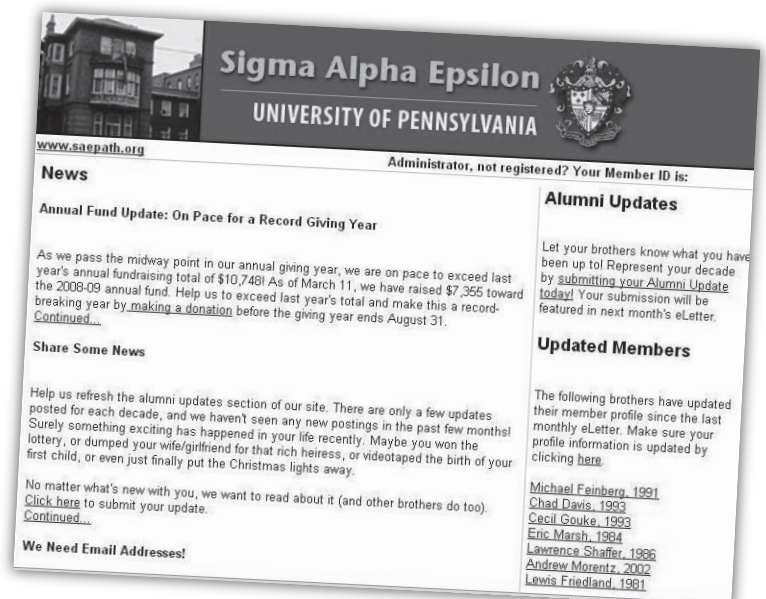 Sigma Alpha Epsilon
UNIVERSITY OF PENNSYLVANIA
www.saepath.org
Administrator, not registered? Your Member ID is:
News
Annual Fund Update: On Pace for a Record Giving Year
As we pass the midway point in our annual giving year, we are on pace to exceed last
year's annual fundraising total of $10,748! As of March 11, we have raised $7,355 toward
the 2008-09 annual fund. Help us to exceed last year's total and make this a record-
breaking year by making a donation before the giving year ends August 31.
Continued...
Share Some News
Help us refresh the alumni updates section of our site. There are only a few updates
posted for each decade, and we haven't seen any new postings in the past few months!
Surely something exciting has happened in your life recently. Maybe you won the
lottery, or dumped your wife/girlfriend for that rich heiress, or videotaped the birth of your
first child, or even just finally put the Christmas lights away.
No matter what's new with you, we want to read about it (and other brothers do too).
Click here to submit your update.
Continued...
We Need Email Addresses!
Alumni Updates
Let your brothers know what you have
been up to! Represent your decade
by submitting your Alumni Update
today! Your submission will be
featured in next month's eLetter.
Updated Members
The following brothers have updated
their member profile since the last
monthly eLetter. Make sure your
profile information is updated by
clicking here.
Michael Feinberg, 1991
Chad Davis, 1993
Cecil Gouke, 1993
Eric Marsh, 1984
Lawrence Shaffer, 1986
Andrew Morentz, 2002
Lewis Friedland, 1981